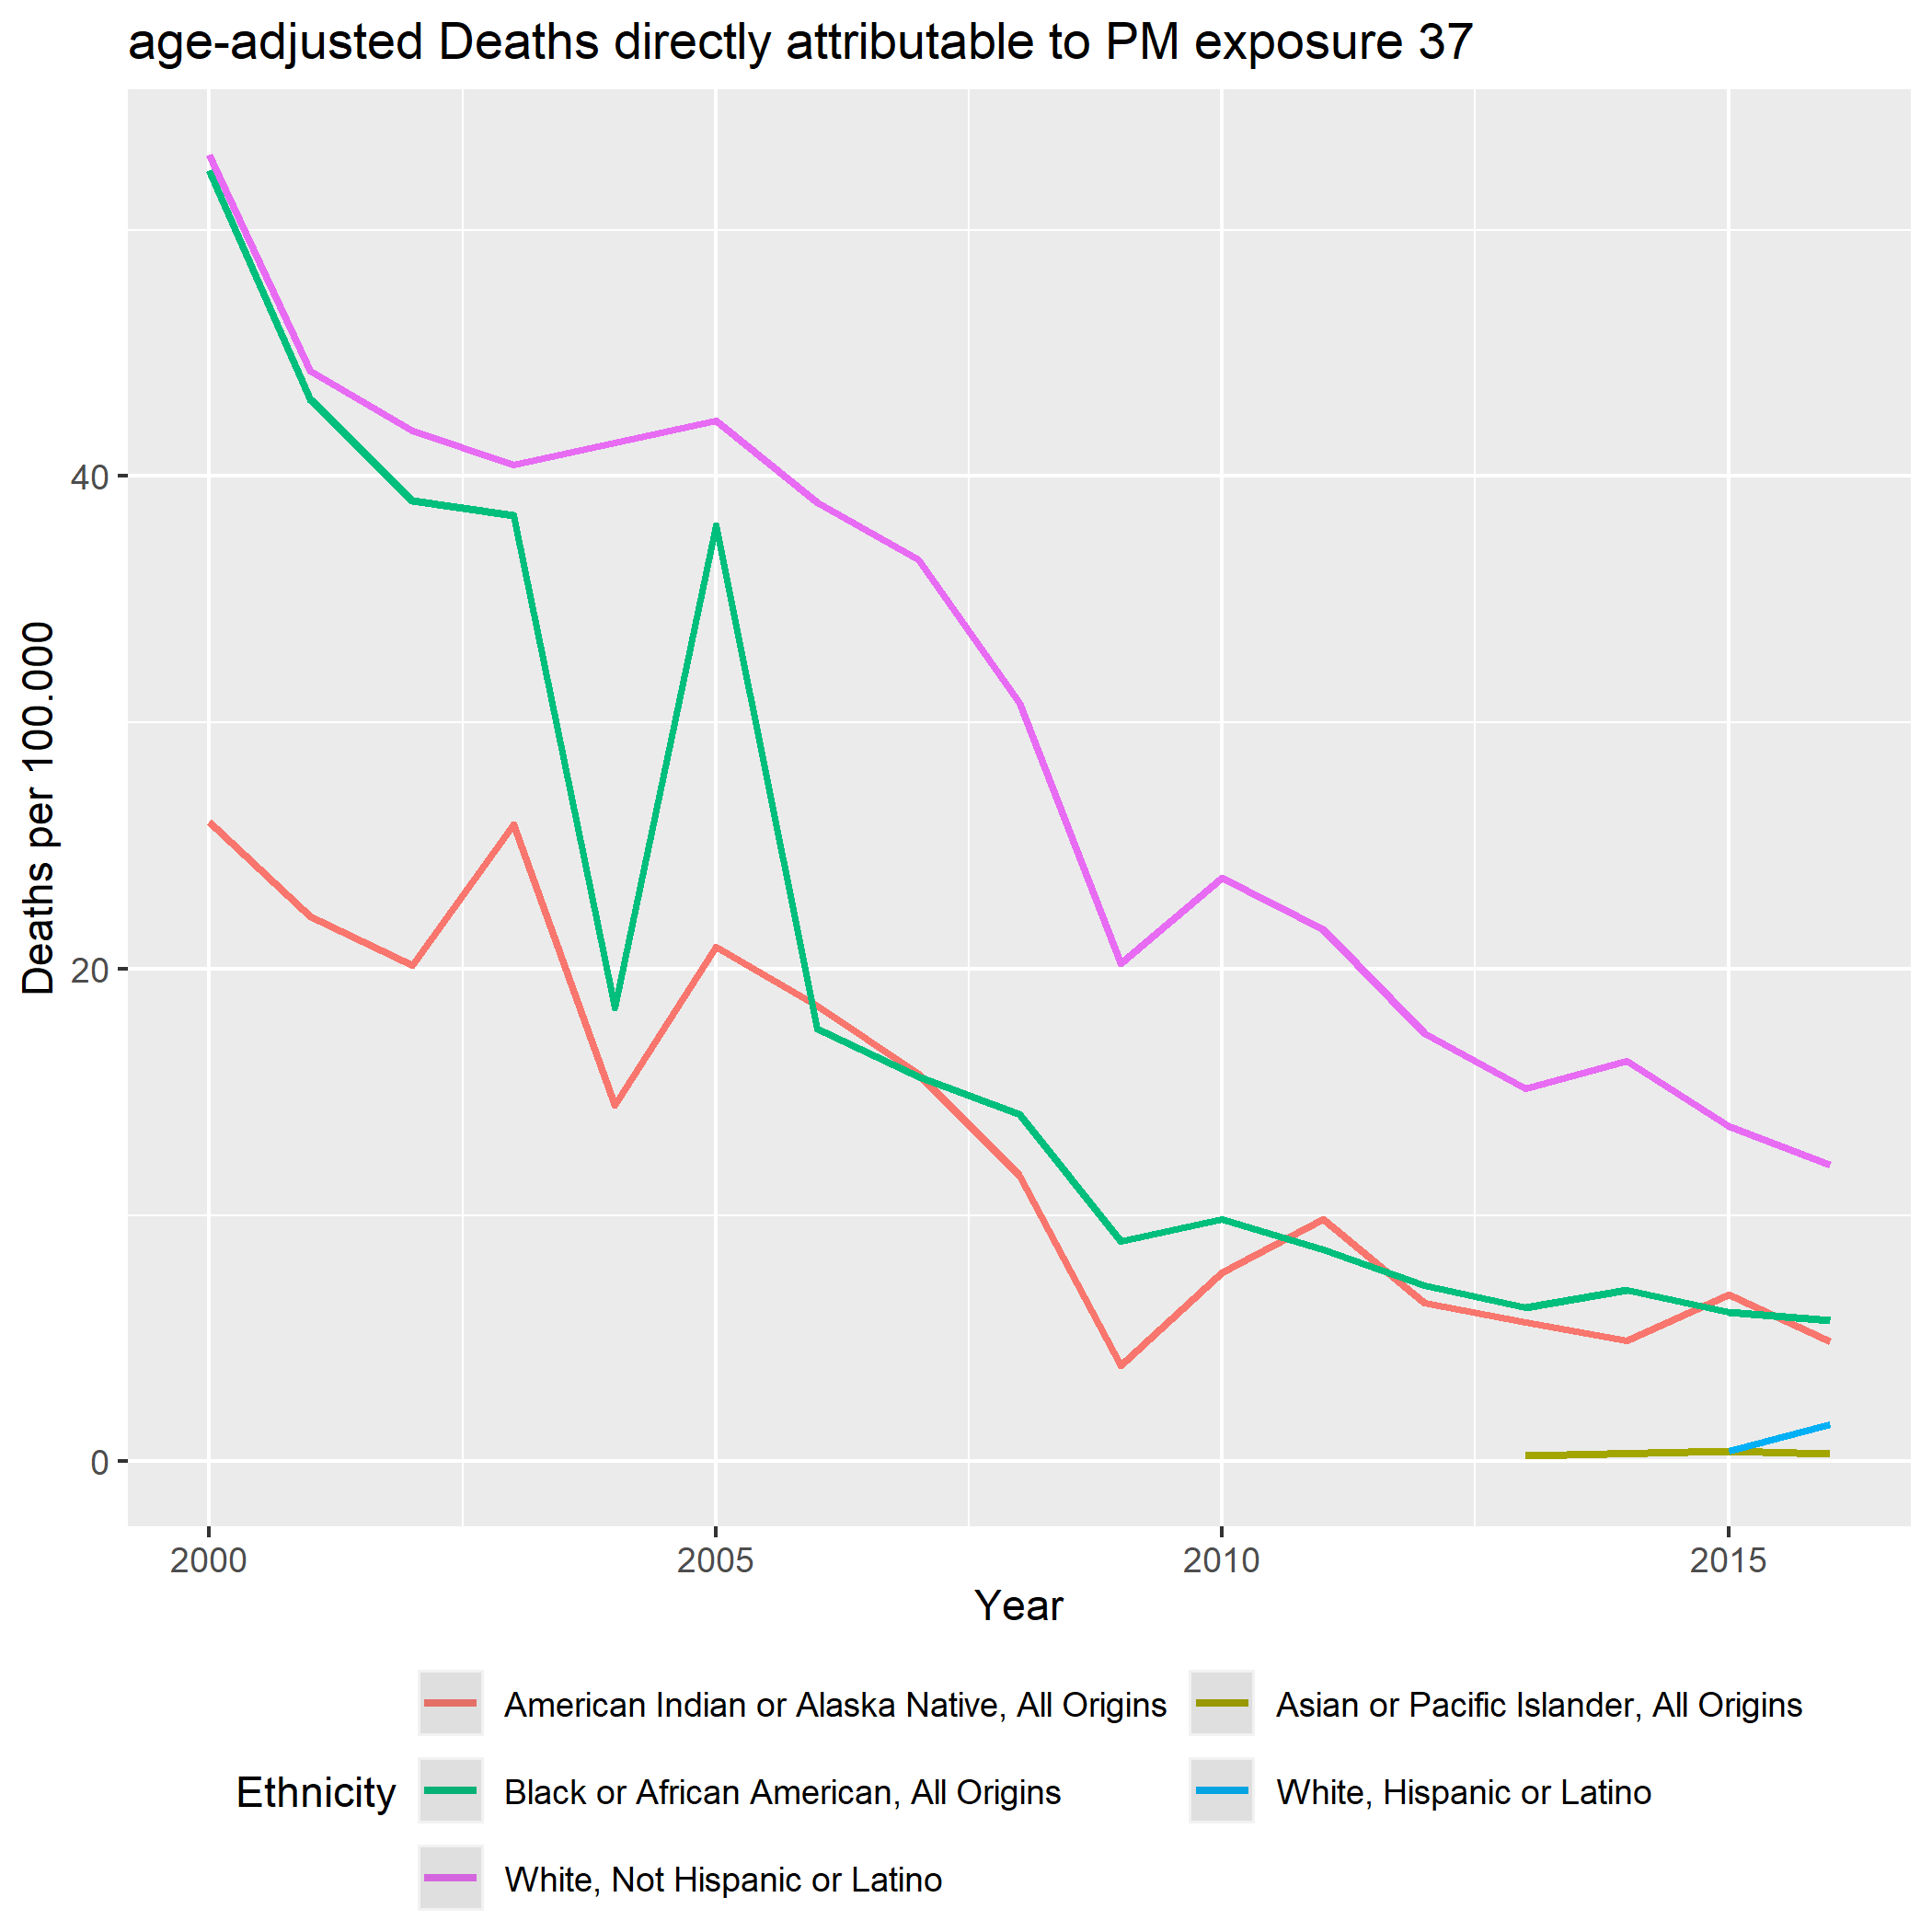 age-adjusted Deaths directly attributable to PM exposure 37
Deaths per 100.000
40
20
0
2000
2005
2010
2015
Year
Ethnicity
American Indian or Alaska Native, All Origins
Asian or Pacific Islander, All Origins
Black or African American, All Origins
White, Hispanic or Latino
White, Not Hispanic or Latino